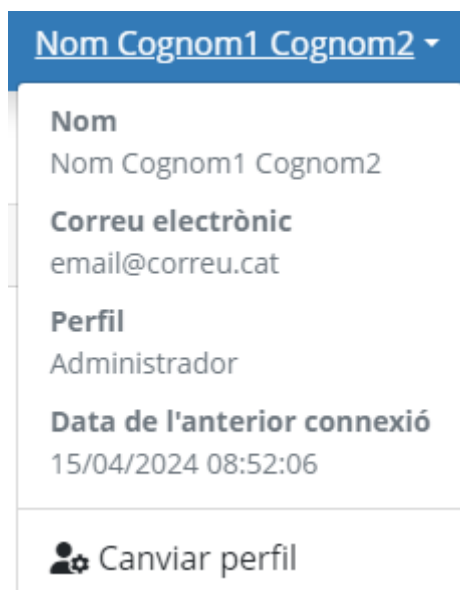 Nom Cognom1 Cognom2
Nom
Nom Cognom1 Cognom2
Correu electrònic
email@correu.cat
Perfil
Administrador
Data de l'anterior connexió
15/04/2024 08:52:06
Canviar perfil